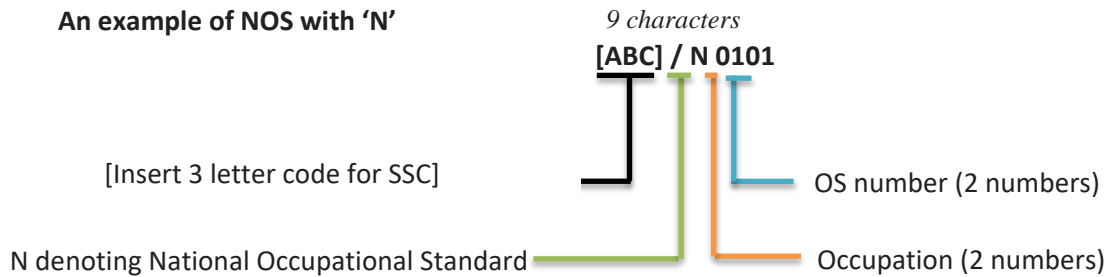 An example of NOS with ‘N’
9 characters
[ABC] / N 0101
[Insert 3 letter code for SSC]
OS number (2 numbers)
N denoting National Occupational Standard
Occupation (2 numbers)